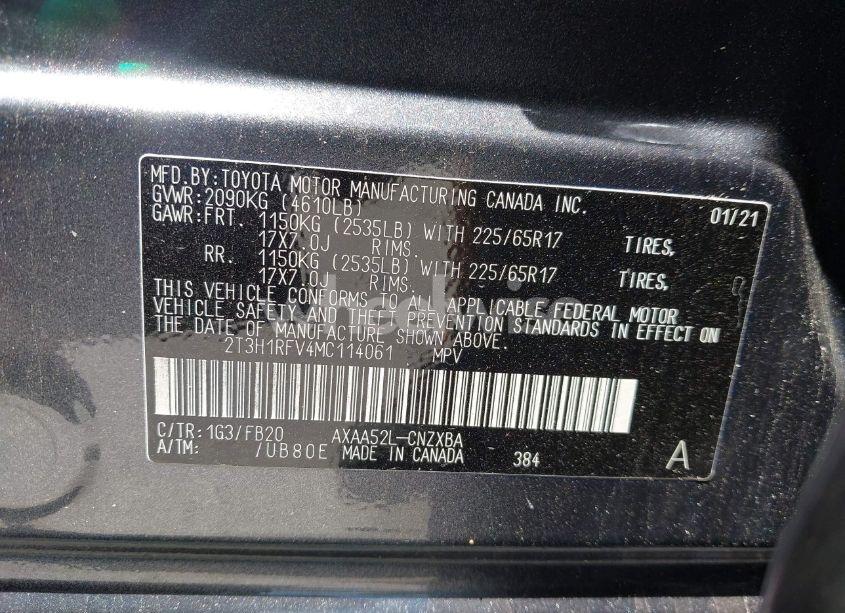 MFD.BY:TOYOTA MOTOR MANUFACTURING CANADA INC.
GVWR:2090KG (4610LB) 01/21
GAWR:FRT. 1150KG (2535LB) WITH 225/65R17 TIRES,
17X7.0J RIMS.
RR. 1150KG (2535LB) WITH 225/65R17 TIRES,
17X7.0J RIMS.
THIS VEHICLE CONFORMS TO ALL APPLICABLE FEDERAL MOTOR
VEHICLE SAFETY AND THEFT PREVENTION STANDARDS IN EFFECT ON
THE DATE OF MANUFACTURE SHOWN ABOVE.
2T3H1RFV4MC114061 MPV
C/TR: 1G3/FB20 AXAA52L-CNZXBA
A/TM: /UB80E MADE IN CANADA 384 A